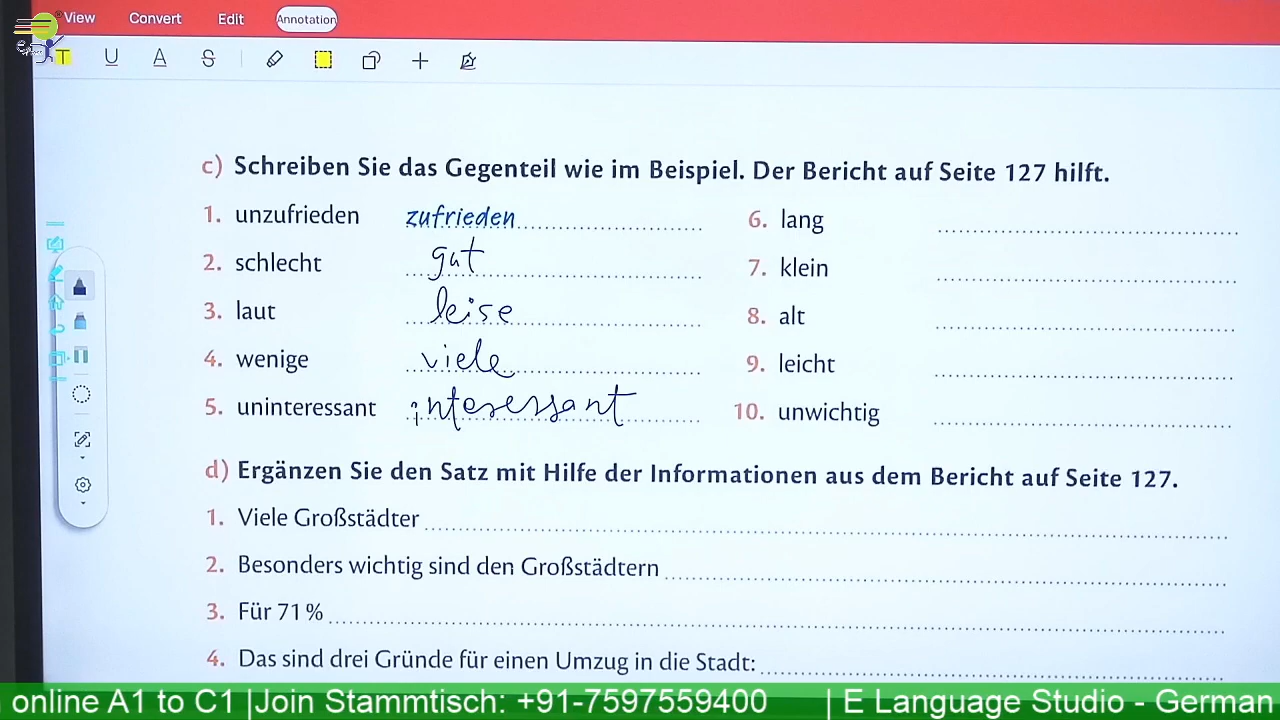 View Convert Edit Annotation
T U A S
c) Schreiben Sie das Gegenteil wie im Beispiel. Der Bericht auf Seite 127 hilft.
1. unzufrieden zufrieden
2. schlecht gut
3. laut leise
4. wenige viele
5. uninteressant interessant
6. lang
7. klein
8. alt
9. leicht
10. unwichtig
d) Ergänzen Sie den Satz mit Hilfe der Informationen aus dem Bericht auf Seite 127.
1. Viele Großstädter
2. Besonders wichtig sind den Großstädtern
3. Für 71 %
4. Das sind drei Gründe für einen Umzug in die Stadt:
online A1 to C1 |Join Stammtisch: +91-7597559400 | E Language Studio - German